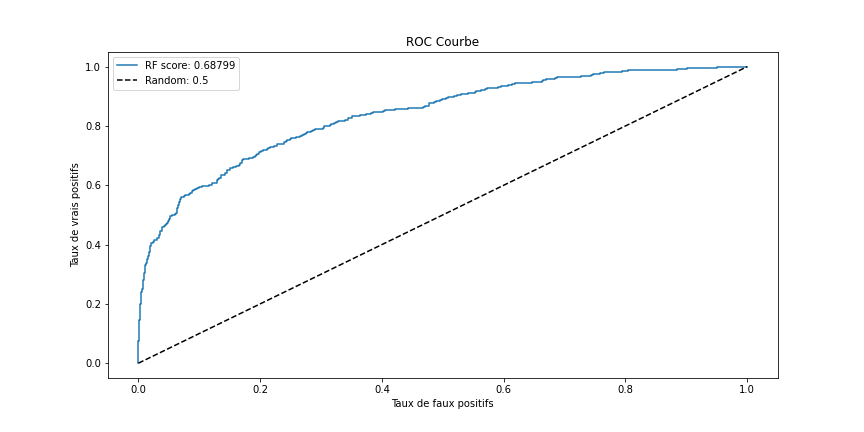 ROC Courbe
RF score: 0.68799
Random: 0.5
Taux de vrais positifs
1.0
0.8
0.6
0.4
0.2
0.0
0.0 0.2 0.4 0.6 0.8 1.0
Taux de faux positifs